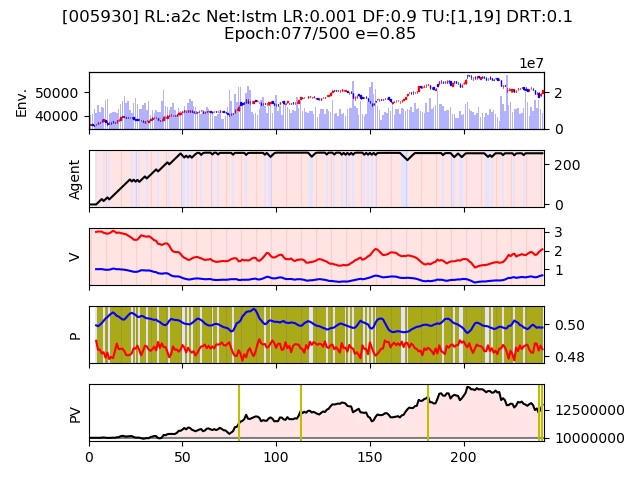 [005930] RL:a2c Net:lstm LR:0.001 DF:0.9 TU:[1,19] DRT:0.1
Epoch:077/500 e=0.85
1e7
Env.
50000
40000
2
0
Agent
200
0
V
3
2
1
P
0.50
0.48
PV
12500000
10000000
0
50
100
150
200